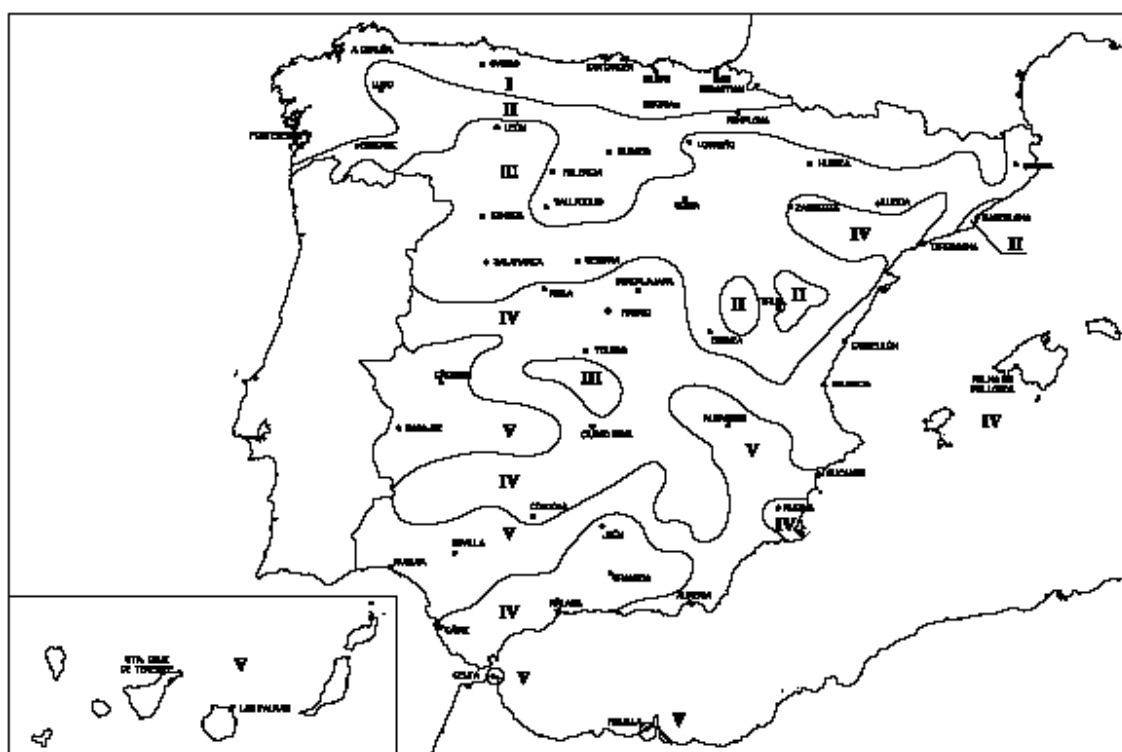 A CORUÑA
OVIEDO
SANTANDER
BILBAO
SAN
SEBASTIAN
LUGO
I
VITORIA
II
PAMPLONA
PONTEVEDRA
LEÓN
OURENSE
BURGOS
LOGROÑO
HUESCA
GIRONA
III
PALENCIA
VALLADOLID
SORIA
ZARAGOZA
LLEIDA
ZAMORA
BARCELONA
IV
TARRAGONA
II
SALAMANCA
SEGOVIA
GUADALAJARA
AVILA
II
II
TERUEL
IV
MADRID
CUENCA
CASTELLÓN
TOLEDO
CÁCERES
III
VALENCIA
PALMA DE
MALLORCA
IV
BADAJOZ
V
CIUDAD REAL
ALBACETE
V
IV
ALICANTE
CÓRDOBA
MURCIA
IV
V
JAÉN
SEVILLA
HUELVA
GRANADA
IV
MÁLAGA
ALMERIA
CÁDIZ
STA. CRUZ
DE TENERIFE
V
CEUTA
V
LAS PALMAS
MELILLA
V